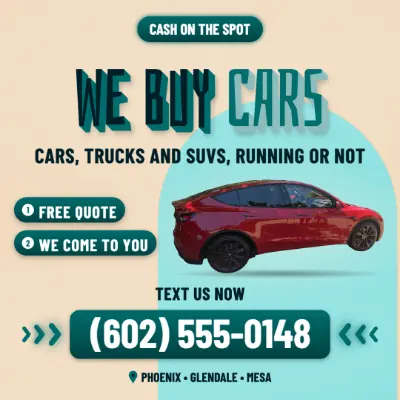 CASH ON THE SPOT
WE BUY CARS
CARS, TRUCKS AND SUVS, RUNNING OR NOT
1 FREE QUOTE
2 WE COME TO YOU
TEXT US NOW
(602) 555-0148
PHOENIX • GLENDALE • MESA